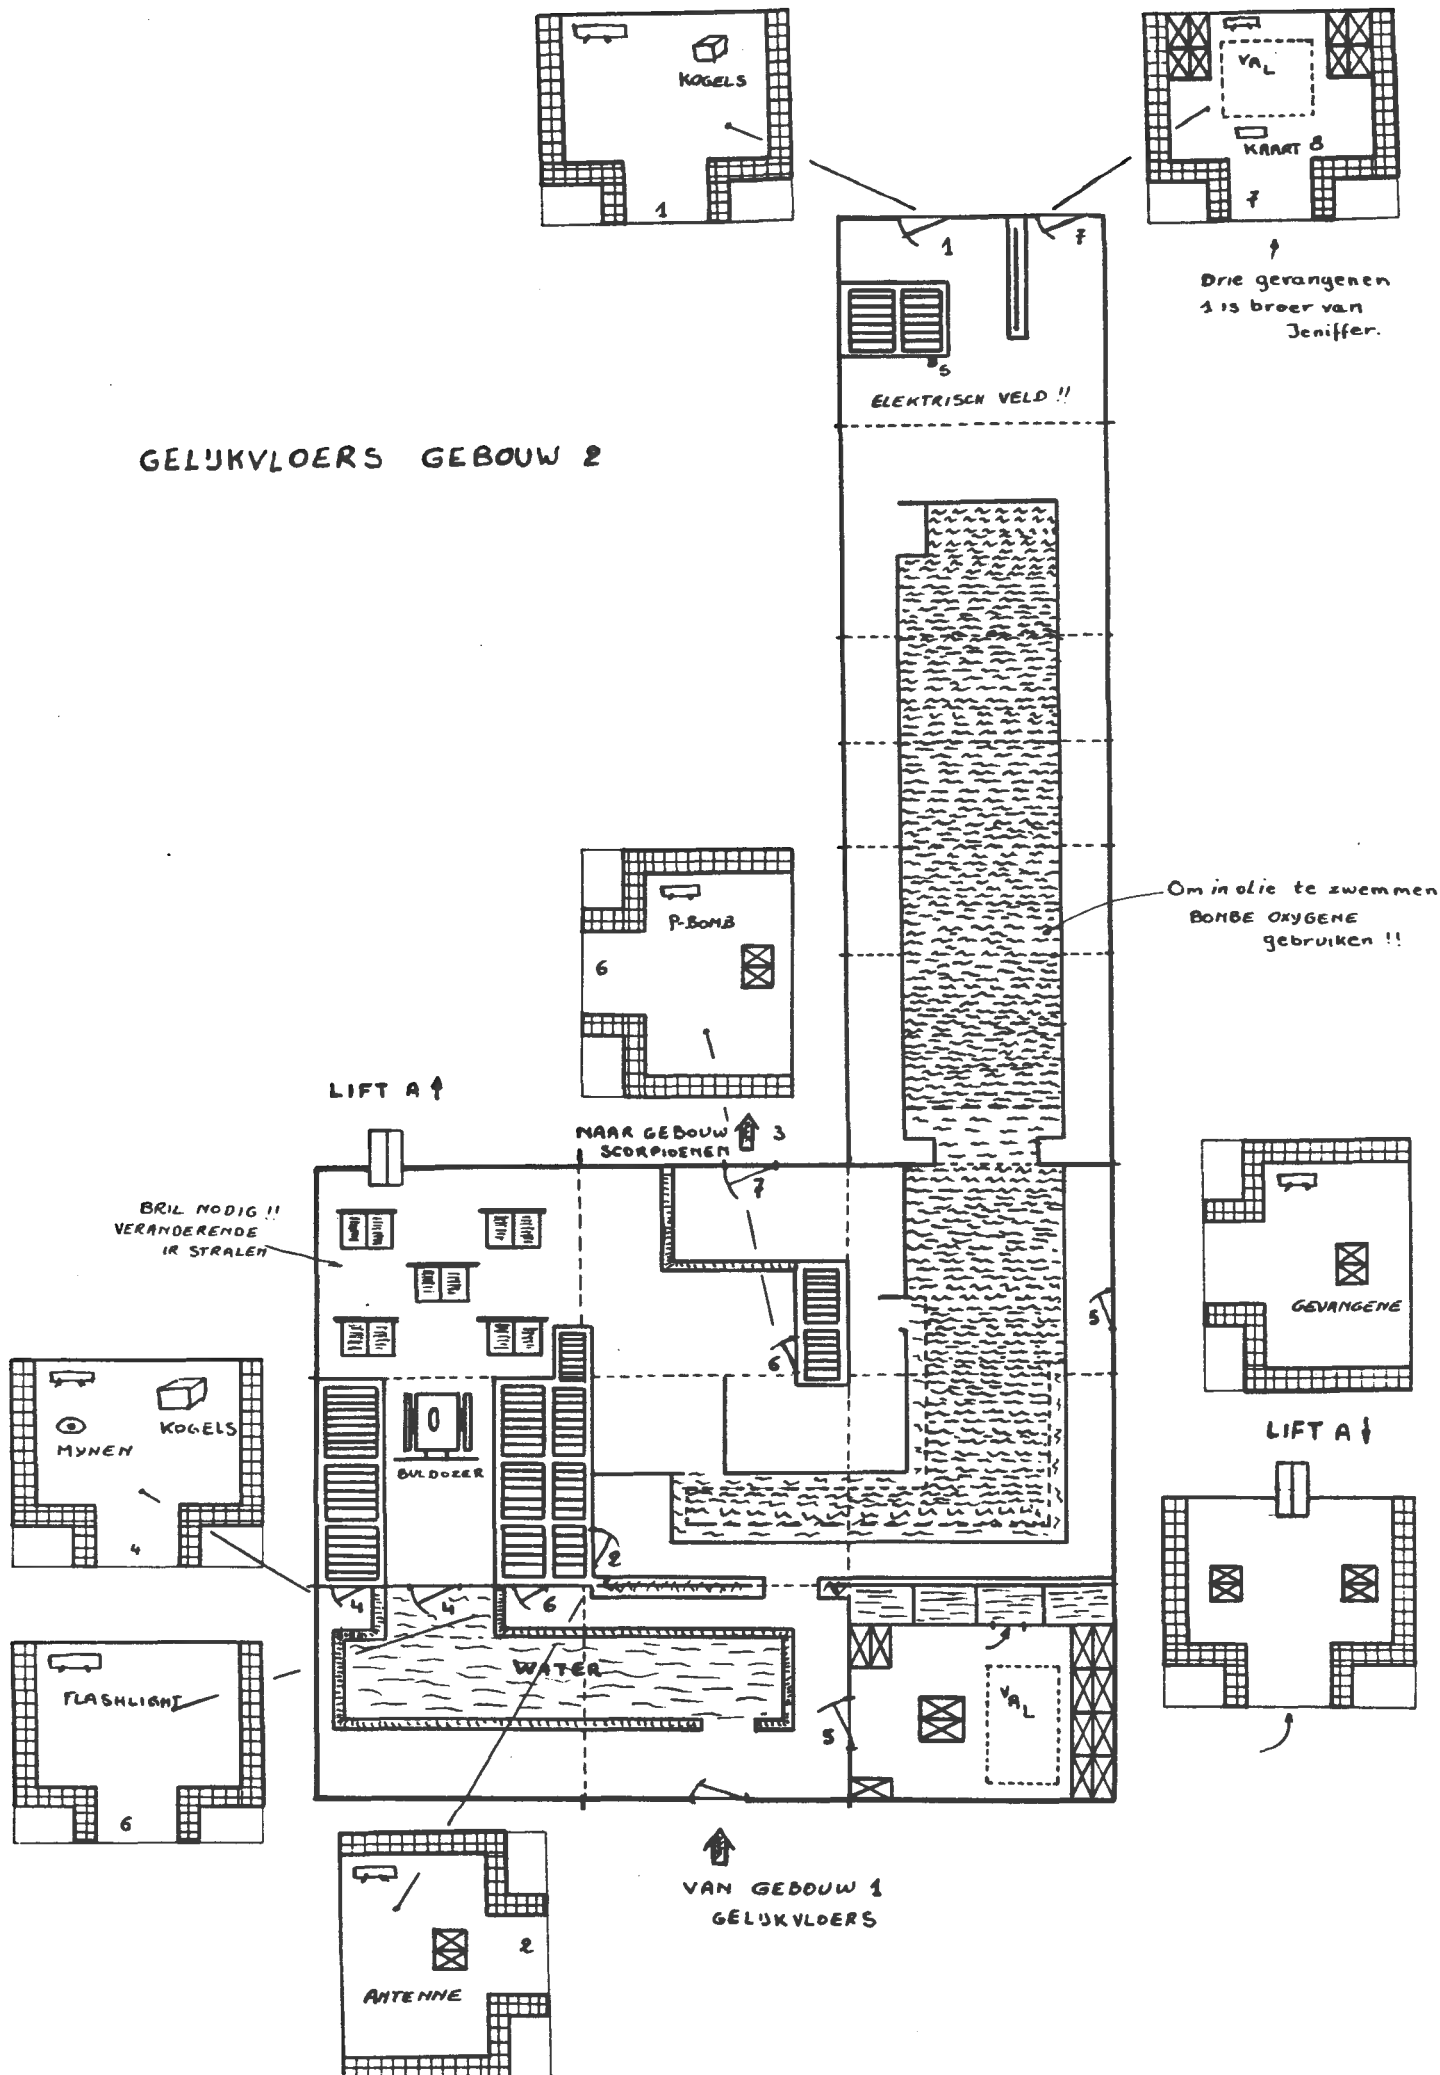 KOGELS
1
VAL
KAART 8
7
Drie gevangenen
1 is broer van
Jeniffer.
1
7
S
ELEKTRISCH VELD !!
GELIJKVLOERS GEBOUW 2
P-BOMB
6
Om in olie te zwemmen
BOMBE OXYGENE
gebruiken !!
LIFT A
NAAR GEBOUW 3
SCORPIOENEN
7
BRIL NODIG !!
VERANDERENDE
IR STRALEN
GEVANGENE
5
6
KOGELS
MYNEN
4
BULDOZER
LIFT A
2
4
4
6
WATER
FLASHLIGHT
6
VAL
5
VAN GEBOUW 1
GELIJKVLOERS
2
ANTENNE